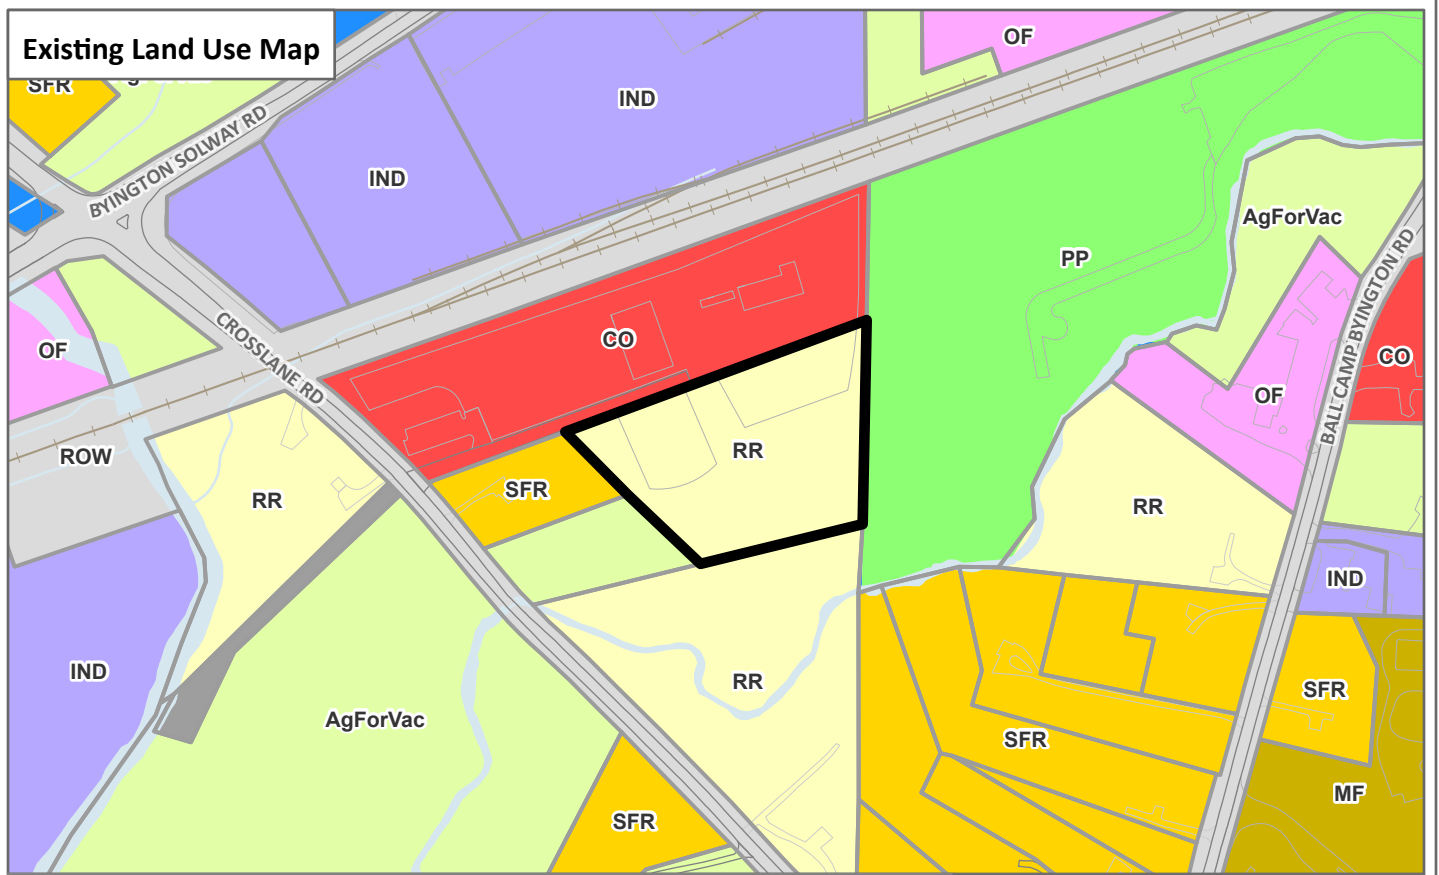 Existing Land Use Map
SFR
OF
IND
BYINGTON SOLWAY RD
IND
AgForVac
PP
CROSSLANE RD
CO
OF
CO
OF
BALL CAMP BYINGTON RD
ROW
RR
SFR
RR
RR
IND
IND
RR
SFR
AgForVac
SFR
MF
SFR